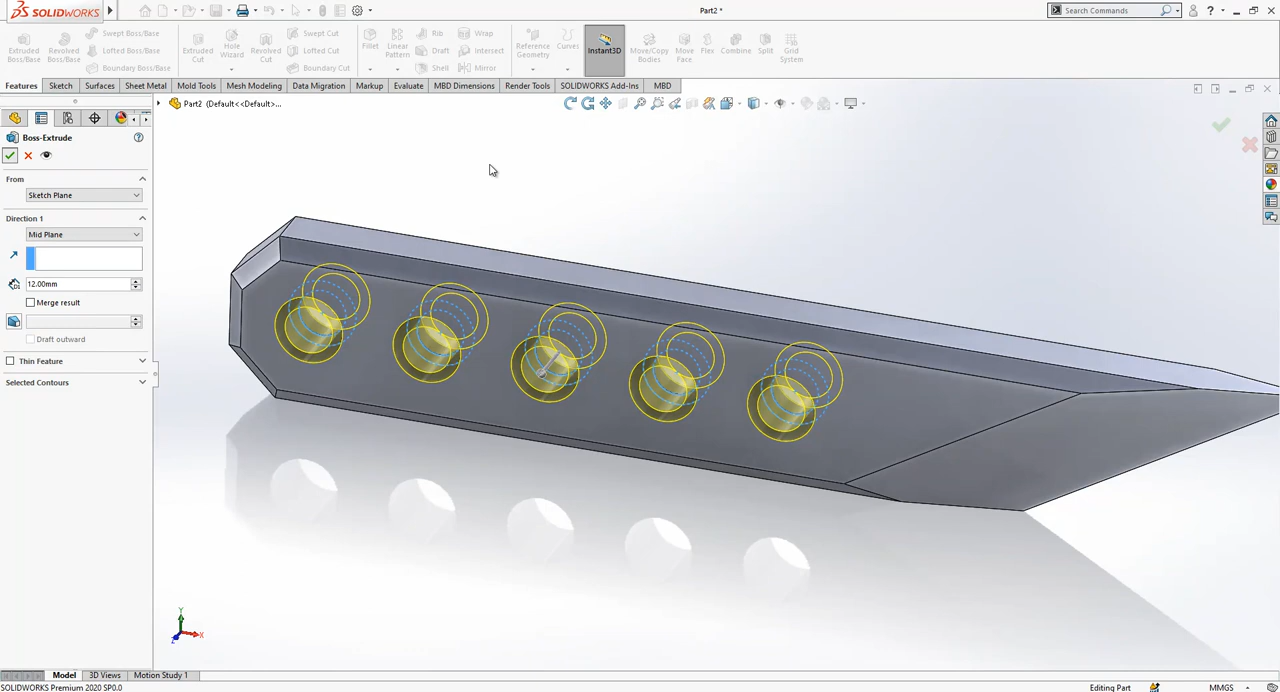 SOLIDWORKS
Part2 *
Search Commands
Extruded Boss/Base
Revolved Boss/Base
Swept Boss/Base
Lofted Boss/Base
Boundary Boss/Base
Extruded Cut
Hole Wizard
Revolved Cut
Swept Cut
Lofted Cut
Boundary Cut
Fillet
Linear Pattern
Rib
Draft
Shell
Wrap
Intersect
Mirror
Reference Geometry
Curves
Instant3D
Move/Copy Bodies
Move Face
Flex
Combine
Split
Grid System
Features
Sketch
Surfaces
Sheet Metal
Mold Tools
Mesh Modeling
Data Migration
Markup
Evaluate
MBD Dimensions
Render Tools
SOLIDWORKS Add-Ins
MBD
Part2 (Default<<Default>...
Boss-Extrude
From
Sketch Plane
Direction 1
Mid Plane
12.00mm
Merge result
Draft outward
Thin Feature
Selected Contours
Y
X
Z
Model
3D Views
Motion Study 1
SOLIDWORKS Premium 2020 SP0.0
Editing Part
MMGS